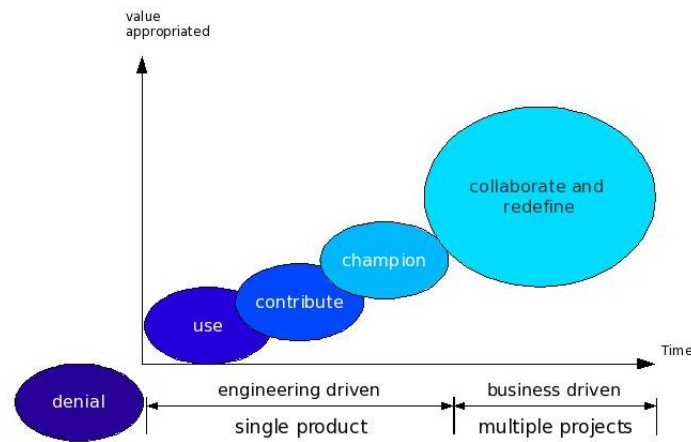 value
appropriated
collaborate and
redefine
champion
contribute
use
Time
denial
engineering driven
business driven
single product
multiple projects